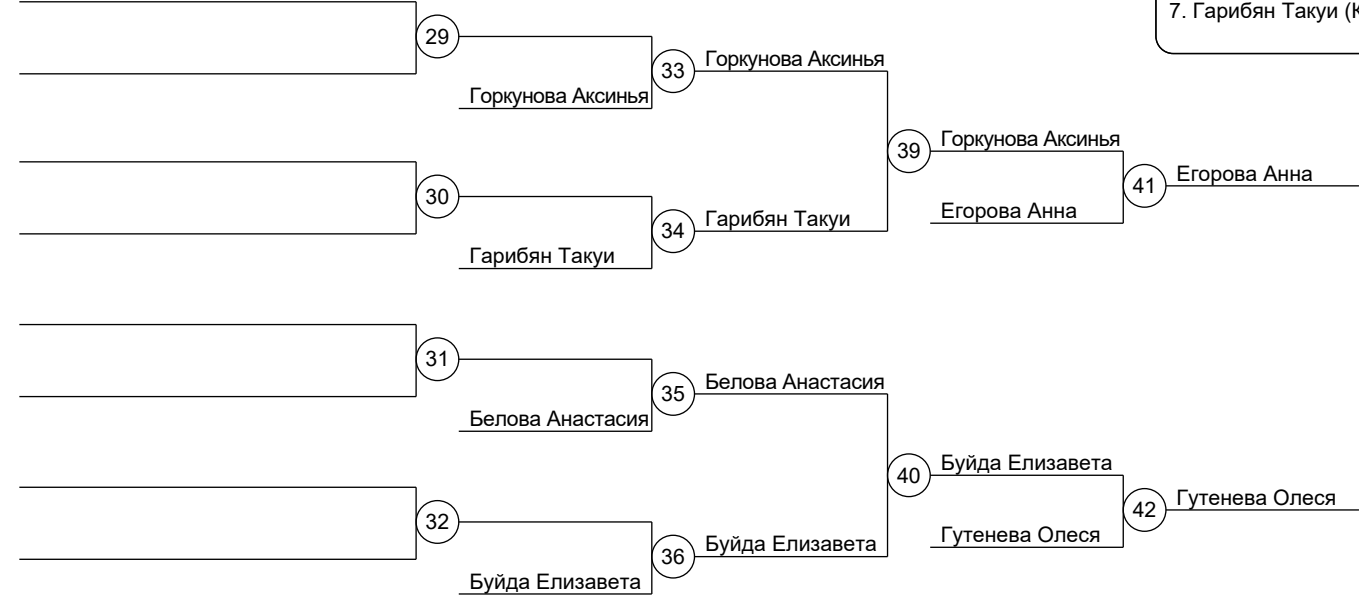 7. Гарибян Такуи (К
29
Горкунова Аксинья
33
Горкунова Аксинья
39
Горкунова Аксинья
30
Гарибян Такуи
34
Гарибян Такуи
Егорова Анна
41
Егорова Анна
31
Белова Анастасия
35
Белова Анастасия
40
Буйда Елизавета
32
Буйда Елизавета
36
Буйда Елизавета
Гутенева Олеся
42
Гутенева Олеся